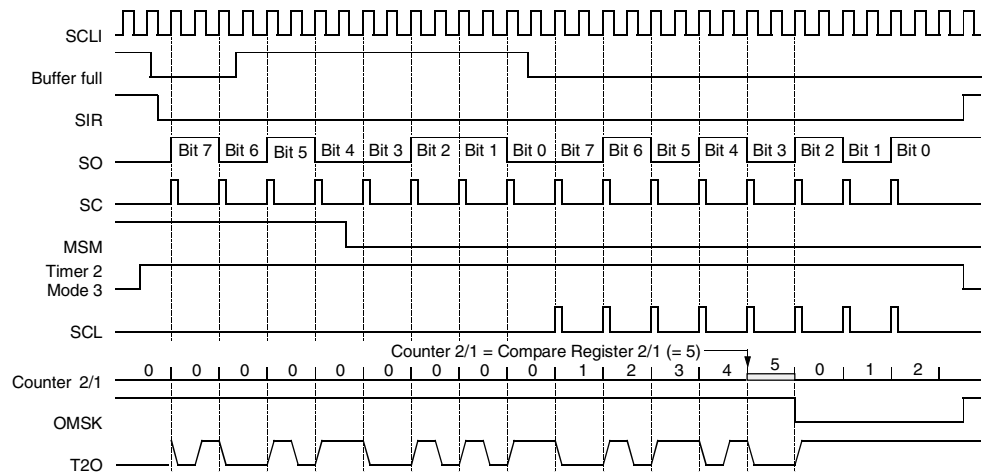 SCLI
Buffer full
SIR
SO Bit 7 Bit 6 Bit 5 Bit 4 Bit 3 Bit 2 Bit 1 Bit 0 Bit 7 Bit 6 Bit 5 Bit 4 Bit 3 Bit 2 Bit 1 Bit 0
SC
MSM
Timer 2
Mode 3
SCL
Counter 2/1 = Compare Register 2/1 (= 5)
Counter 2/1 0 0 0 0 0 0 0 0 1 2 3 4 5 0 1 2
OMSK
T2O